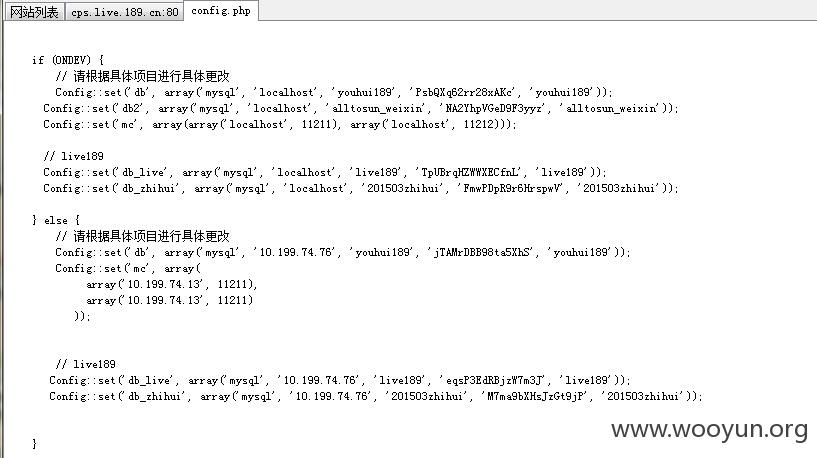 网站列表 cps.live.189.cn:80 config.php
if (ONDEV) {
// 请根据具体项目进行具体更改
Config::set('db', array('mysql', 'localhost', 'youhui189', 'PsbQXq62rr28xAKc', 'youhui189'));
Config::set('db2', array('mysql', 'localhost', 'alltosun_weixin', 'NA2YhpVGeD9F3yyz', 'alltosun_weixin'));
Config::set('mc', array(array('localhost', 11211), array('localhost', 11212)));
// live189
Config::set('db_live', array('mysql', 'localhost', 'live189', 'TpUBrqHZWWXECfnL', 'live189'));
Config::set('db_zhihui', array('mysql', 'localhost', '201503zhihui', 'FmwPDpR9r6HrspwV', '201503zhihui'));
} else {
// 请根据具体项目进行具体更改
Config::set('db', array('mysql', '10.199.74.76', 'youhui189', 'jTAMrDBB98ta5XhS', 'youhui189'));
Config::set('mc', array(
array('10.199.74.13', 11211),
array('10.199.74.13', 11211)
));
// live189
Config::set('db_live', array('mysql', '10.199.74.76', 'live189', 'eqsP3EdRBjzW7m3J', 'live189'));
Config::set('db_zhihui', array('mysql', '10.199.74.76', '201503zhihui', 'M7ma9bXHsJzGt9jP', '201503zhihui'));
}
www.wooyun.org